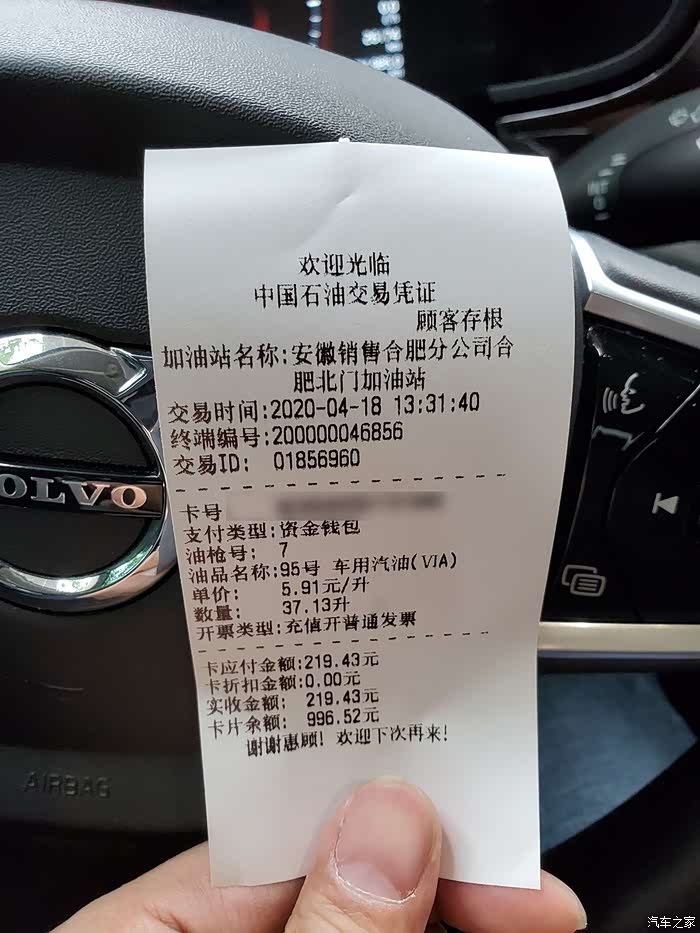 欢迎光临
中国石油交易凭证
顾客存根
加油站名称:安徽销售合肥分公司合
肥北门加油站
交易时间:2020-04-18 13:31:40
终端编号:200000046856
交易ID: 01856960
卡号
支付类型:资金钱包
油枪号: 7
油品名称:95号 车用汽油(VIA)
单价: 5.91元/升
数量: 37.13升
开票类型:充值开普通发票
卡应付金额:219.43元
卡折扣金额:0.00元
实收金额: 219.43元
卡片余额: 996.52元
谢谢惠顾! 欢迎下次再来!
OLVO
AIRBAG
汽车之家